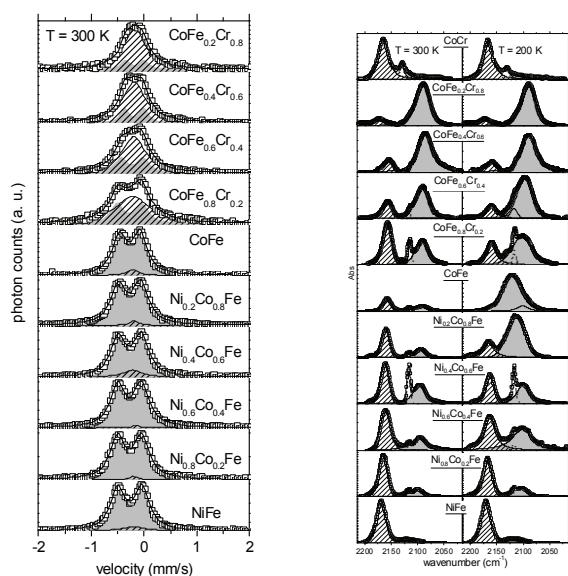 T = 300 K
CoFe0.2Cr0.8
CoFe0.4Cr0.6
CoFe0.6Cr0.4
CoFe0.8Cr0.2
CoFe
Ni0.2Co0.8Fe
Ni0.4Co0.6Fe
Ni0.6Co0.4Fe
Ni0.8Co0.2Fe
NiFe
photon counts (a. u.)
-2 -1 0 1 2
velocity (mm/s)
CoCr
T = 300 K T = 200 K
CoFe0.2Cr0.8
CoFe0.4Cr0.6
CoFe0.6Cr0.4
CoFe0.8Cr0.2
CoFe
Ni0.2Co0.8Fe
Ni0.4Co0.6Fe
Ni0.6Co0.4Fe
Ni0.8Co0.2Fe
NiFe
Abs
2200 2150 2100 2050 2200 2150 2100 2050
wavenumber (cm-1)